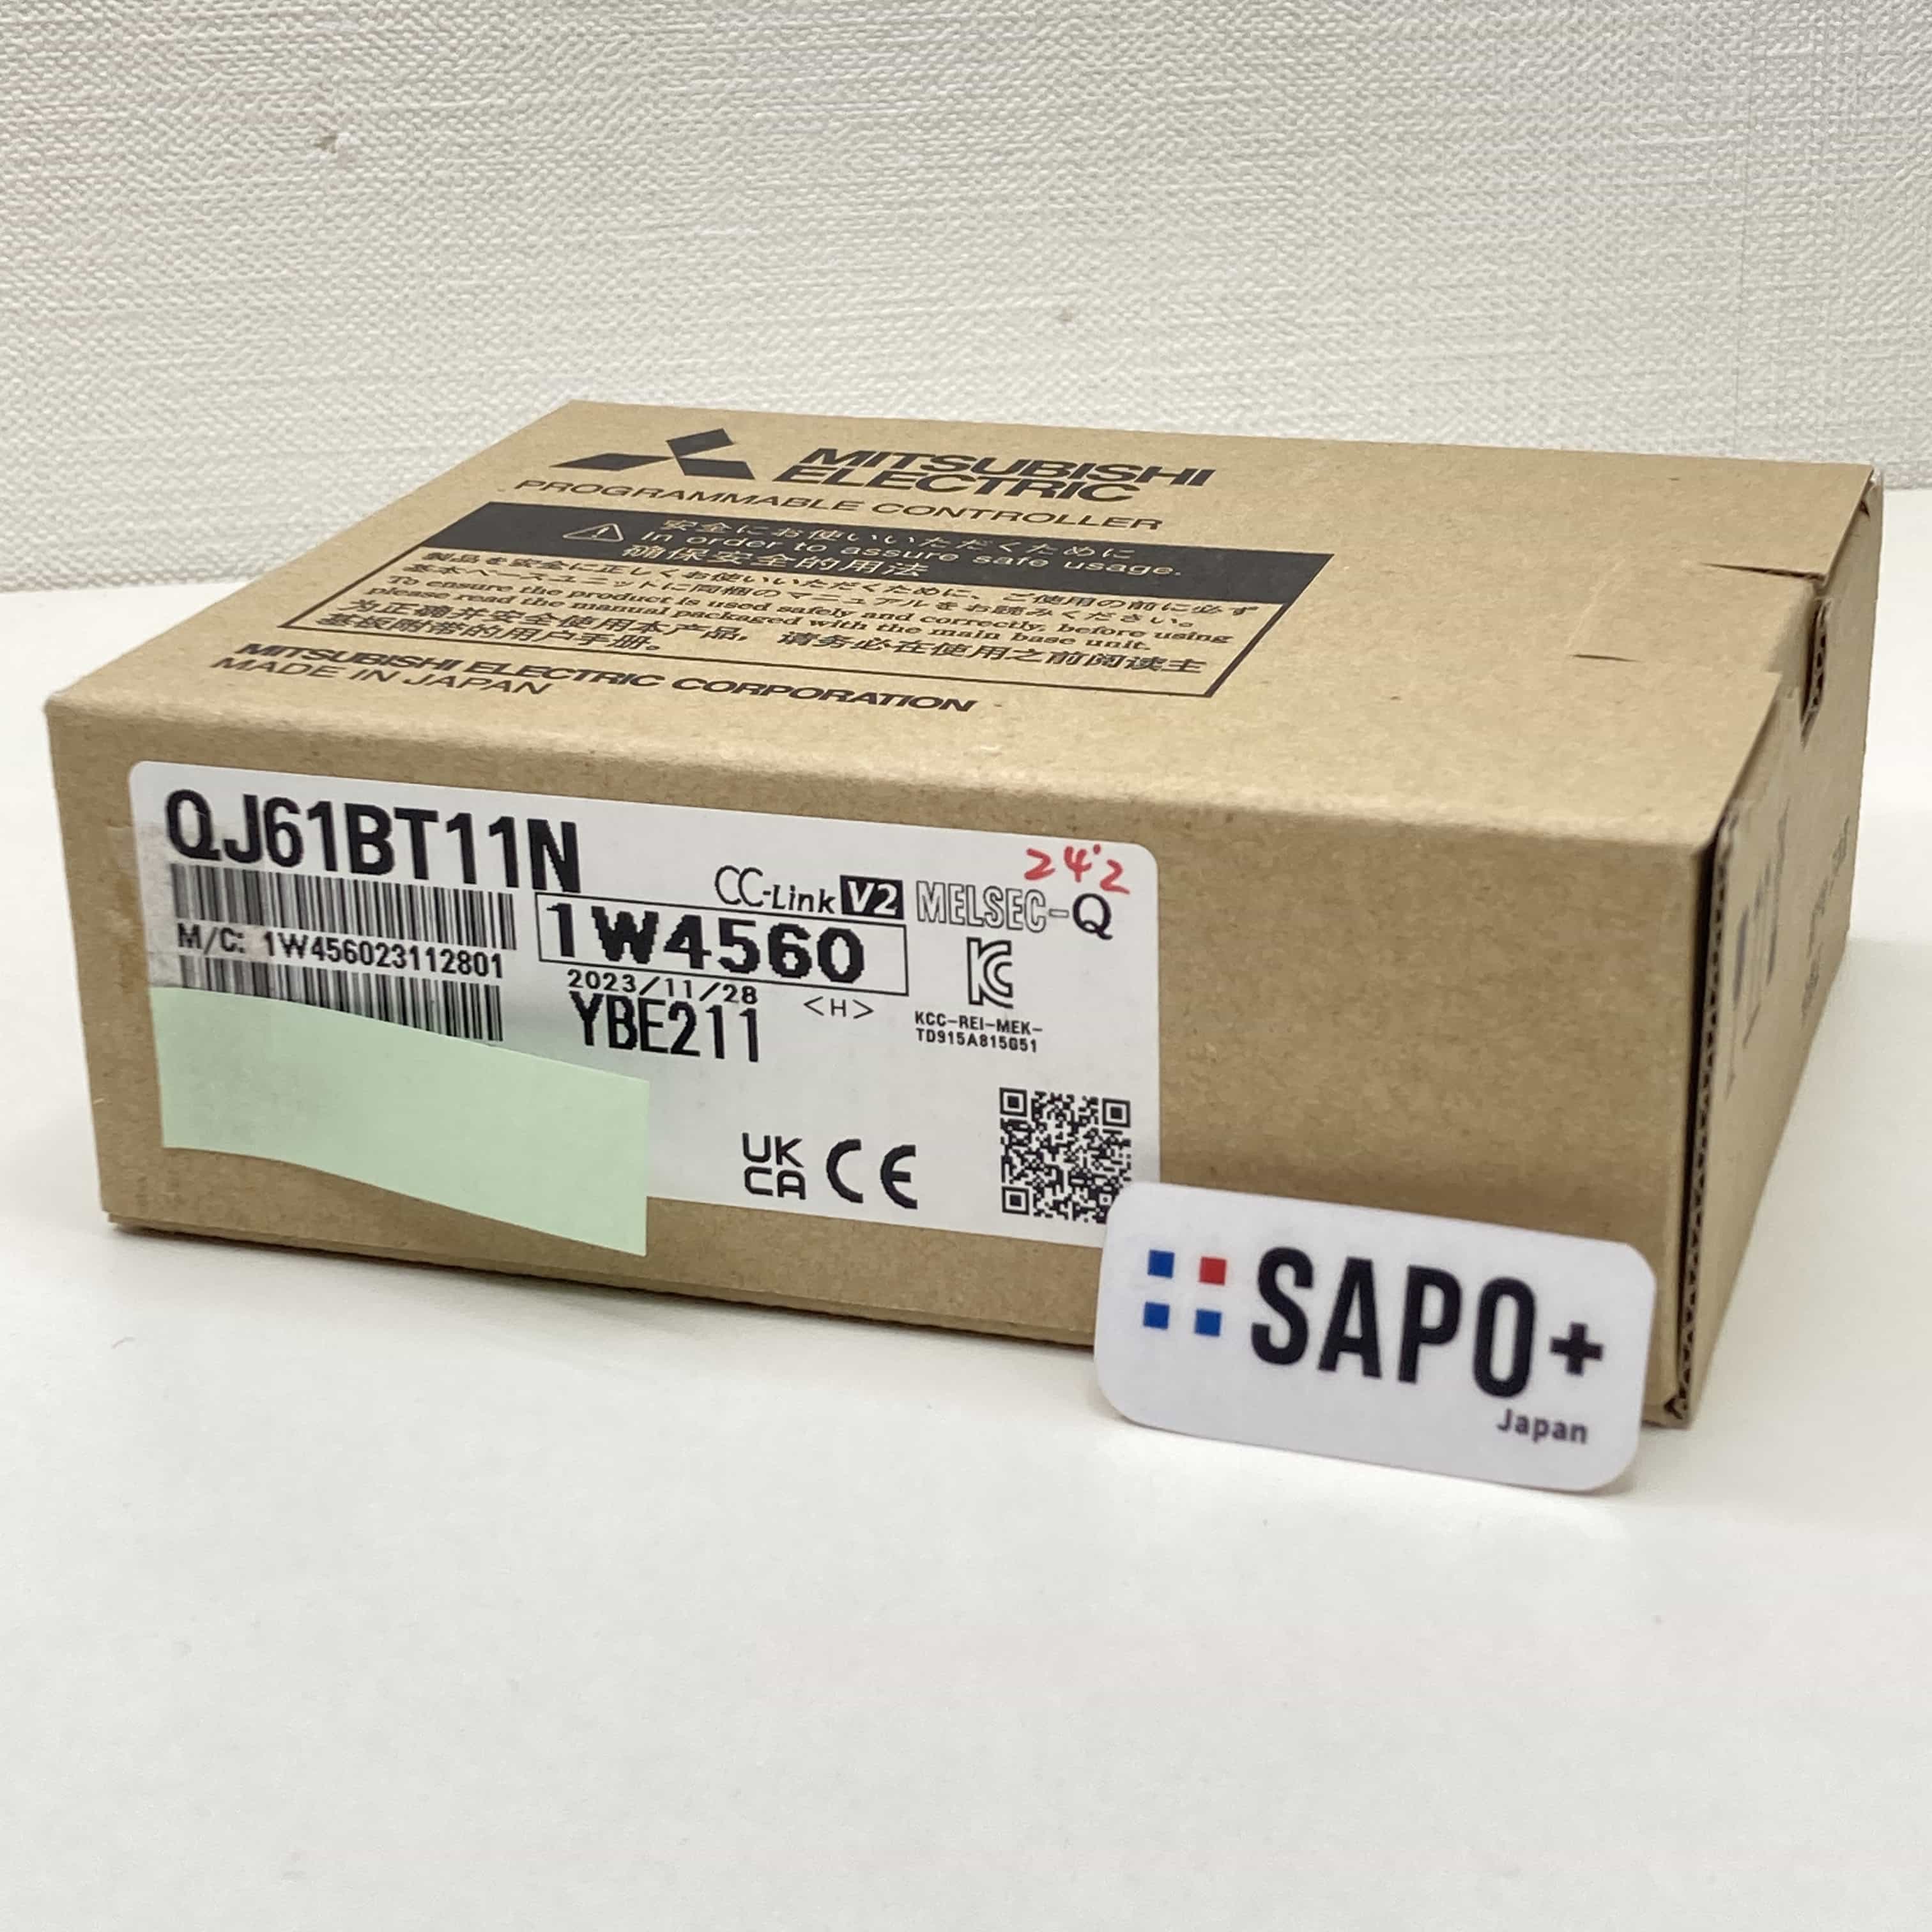 MITSUBISHI
ELECTRIC
PROGRAMMABLE CONTROLLER
安全にお使いいただくために
In order to assure safe usage.
确保安全的用法
製品を安全に正しくお使いいただくために、ご使用の前に必ず
基本ベースユニットに同梱のマニュアルをお読みください。
To ensure the product is used safely and correctly, before using
please read the manual packaged with the main base unit.
为正确并安全使用本产品，请务必在使用之前阅读主
基板附带的用户手册。
MITSUBISHI ELECTRIC CORPORATION
MADE IN JAPAN
QJ61BT11N
24'2
CC-Link V2 MELSEC-Q
1W4560
M/C: 1W456023112801
2023/11/28
<H>
YBE211
KCC-REI-MEK-
TD915A815G51
UK
CA CE
SAPO+
Japan